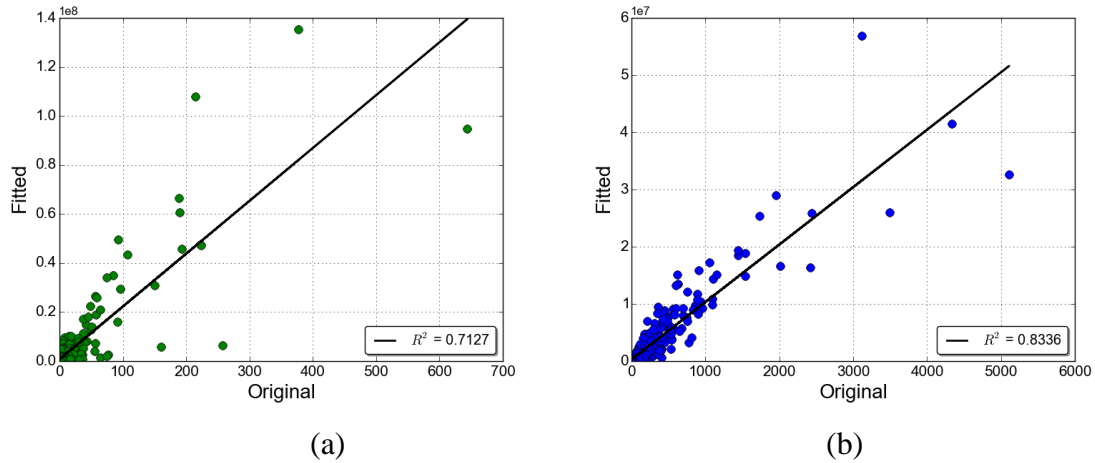 1e8
1.4
1.2
1.0
0.8
0.6
0.4
0.2
0.0
Fitted
0 100 200 300 400 500 600 700
Original
R² = 0.7127
(a)
1e7
6
5
4
3
2
1
0
Fitted
0 1000 2000 3000 4000 5000 6000
Original
R² = 0.8336
(b)